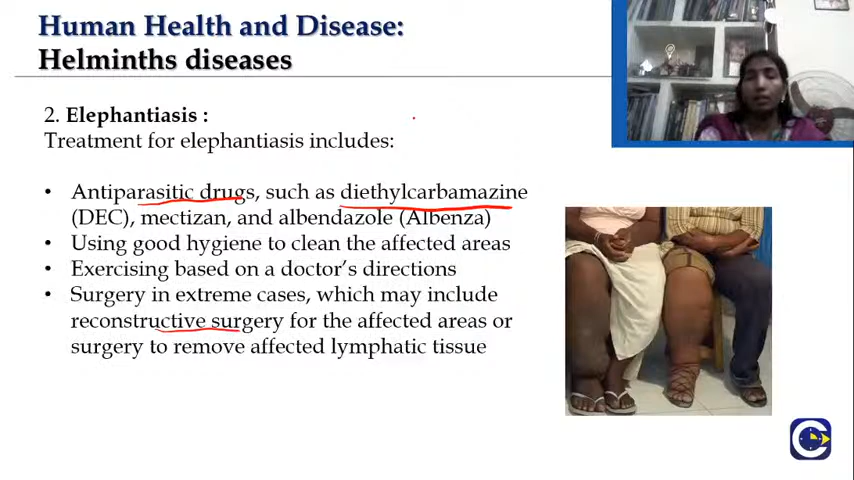 Human Health and Disease:
Helminths diseases
2. Elephantiasis :
Treatment for elephantiasis includes:
• Antiparasitic drugs, such as diethylcarbamazine
(DEC), mectizan, and albendazole (Albenza)
• Using good hygiene to clean the affected areas
• Exercising based on a doctor’s directions
• Surgery in extreme cases, which may include
reconstructive surgery for the affected areas or
surgery to remove affected lymphatic tissue